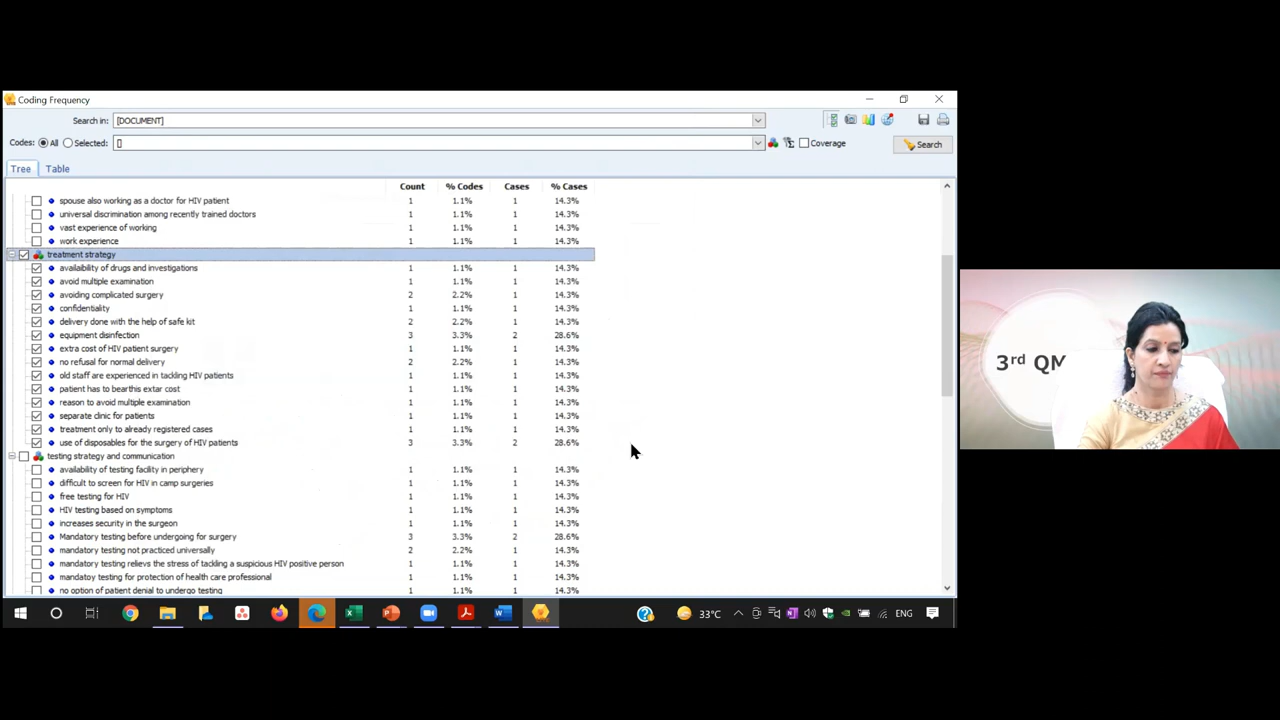 Coding Frequency
Search in: [DOCUMENT]
Codes: All Selected: [] Coverage Search
Tree Table
Count % Codes Cases % Cases
spouse also working as a doctor for HIV patient 1 1.1% 1 14.3%
universal discrimination among recently trained doctors 1 1.1% 1 14.3%
vast experience of working 1 1.1% 1 14.3%
work experience 1 1.1% 1 14.3%
treatment strategy
availaibility of drugs and investigations 1 1.1% 1 14.3%
avoid multiple examination 1 1.1% 1 14.3%
avoiding complicated surgery 2 2.2% 1 14.3%
confidentiality 1 1.1% 1 14.3%
delivery done with the help of safe kit 2 2.2% 1 14.3%
equipment disinfection 3 3.3% 2 28.6%
extra cost of HIV patient surgery 1 1.1% 1 14.3%
no refusal for normal delivery 2 2.2% 1 14.3%
old staff are experienced in tackling HIV patients 1 1.1% 1 14.3%
patient has to bearthis extar cost 1 1.1% 1 14.3%
reason to avoid multiple examination 1 1.1% 1 14.3%
separate clinic for patients 1 1.1% 1 14.3%
treatment only to already registered cases 1 1.1% 1 14.3%
use of disposables for the surgery of HIV patients 3 3.3% 2 28.6%
testing strategy and communication
availability of testing facility in periphery 1 1.1% 1 14.3%
difficult to screen for HIV in camp surgeries 1 1.1% 1 14.3%
free testing for HIV 1 1.1% 1 14.3%
HIV testing based on symptoms 1 1.1% 1 14.3%
increases security in the surgeon 1 1.1% 1 14.3%
Mandatory testing before undergoing for surgery 3 3.3% 2 28.6%
mandatory testing not practiced universally 2 2.2% 1 14.3%
mandatory testing relievs the stress of tackling a suspicious HIV positive person 1 1.1% 1 14.3%
mandatoy testing for protection of health care professional 1 1.1% 1 14.3%
no option of patient denial to undergo testing 1 1.1% 1 14.3%
33°C ENG
3rd QM